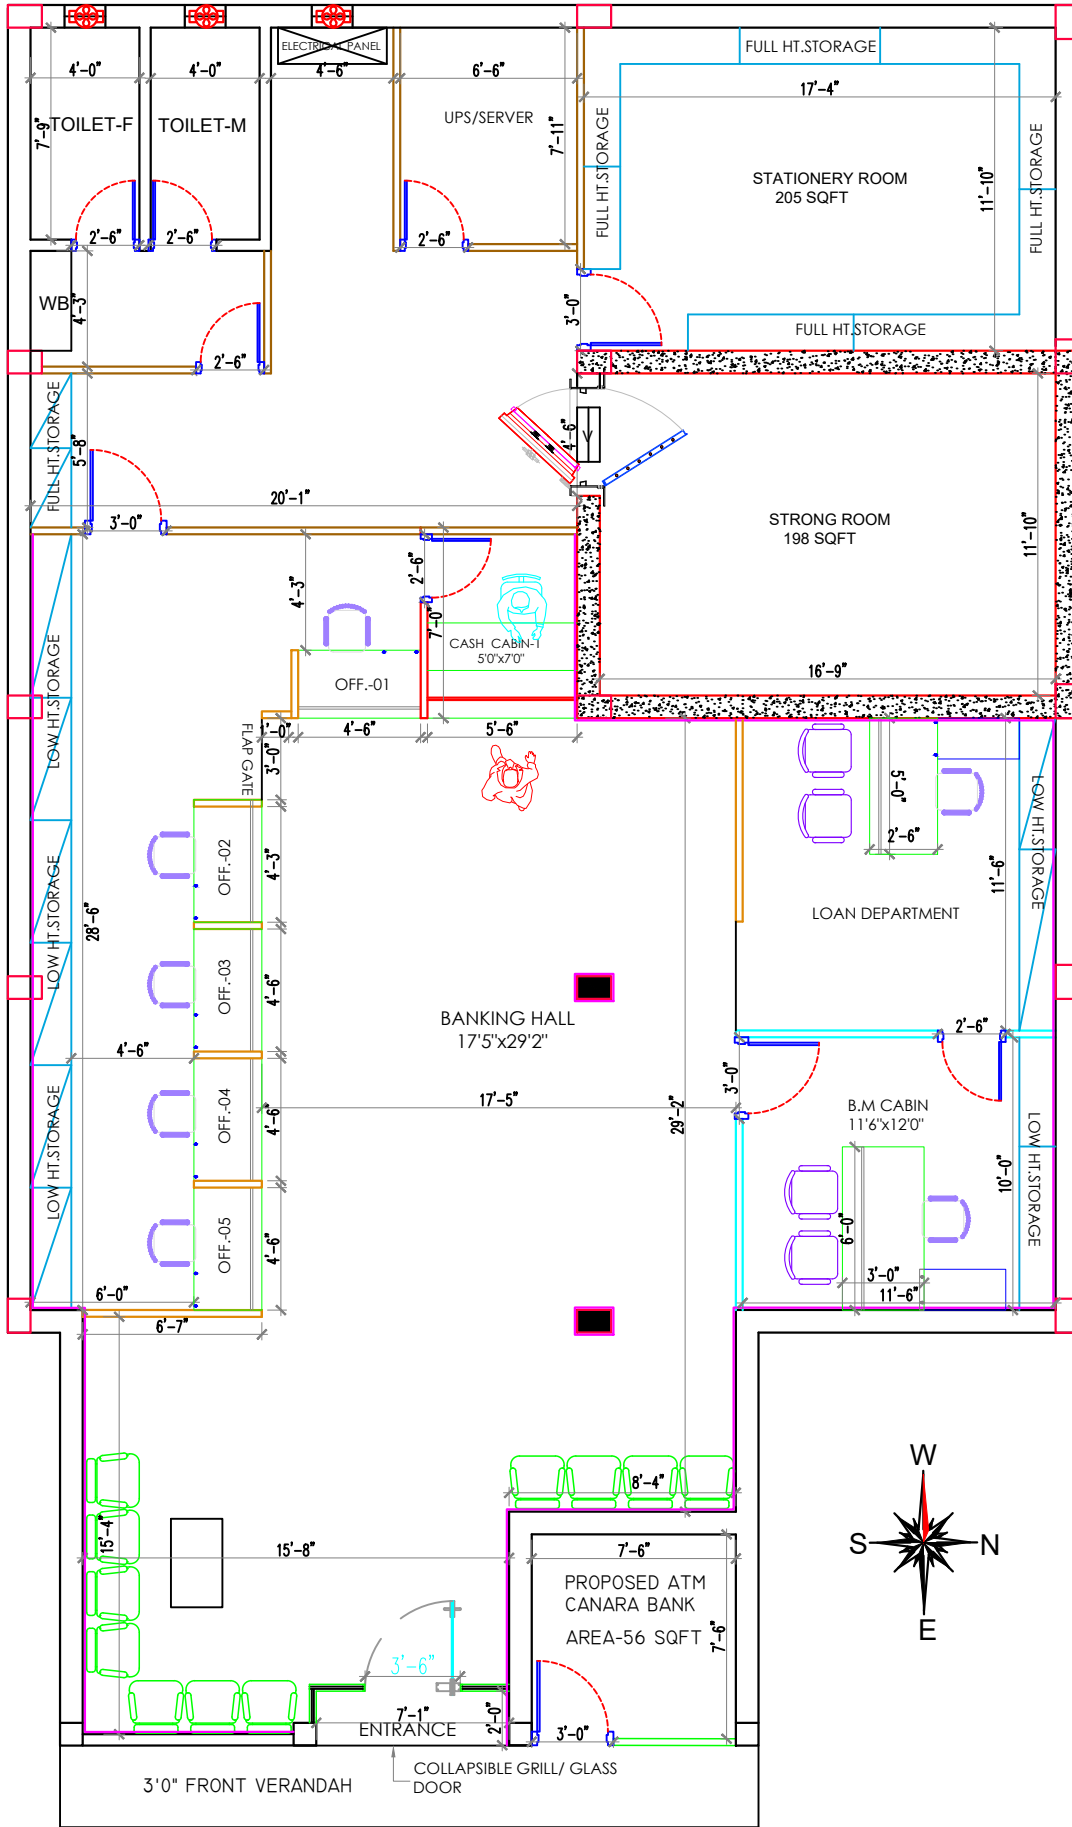 ELECTRICAL PANEL
FULL HT.STORAGE
4'-0"
4'-0"
4'-6"
6'-6"
17'-4"
7'-9"
TOILET-F
TOILET-M
UPS/SERVER
7'-11"
FULL HT.STORAGE
FULL HT.STORAGE
STATIONERY ROOM
205 SQFT
11'-10"
2'-6"
2'-6"
2'-6"
WB
4'-3"
3'-0"
FULL HT.STORAGE
2'-6"
FULL HT.STORAGE
5'-8"
4'-6"
V
20'-1"
3'-0"
STRONG ROOM
198 SQFT
11'-10"
4'-3"
2'-6"
7'-0"
CASH CABIN-1
5'0"x7'0"
OFF.-01
16'-9"
LOW HT.STORAGE
FLAP GATE
1'-0"
4'-6"
5'-6"
3'-0"
5'-0"
2'-6"
LOW HT.STORAGE
11'-6"
OFF.-02
4'-3"
LOAN DEPARTMENT
28'-6"
LOW HT.STORAGE
OFF.-03
4'-6"
BANKING HALL
17'5"x29'2"
2'-6"
4'-6"
3'-0"
OFF.-04
4'-6"
17'-5"
29'-2"
B.M CABIN
11'6"x12'0"
LOW HT.STORAGE
LOW HT.STORAGE
10'-0"
OFF.-05
4'-6"
6'-0"
3'-0"
11'-6"
6'-0"
6'-7"
8'-4"
15'-4"
15'-8"
7'-6"
W
S
N
E
PROPOSED ATM
CANARA BANK
AREA-56 SQFT
7'-6"
3'-6"
7'-1"
2'-0"
ENTRANCE
3'-0"
COLLAPSIBLE GRILL/ GLASS
DOOR
3'0" FRONT VERANDAH